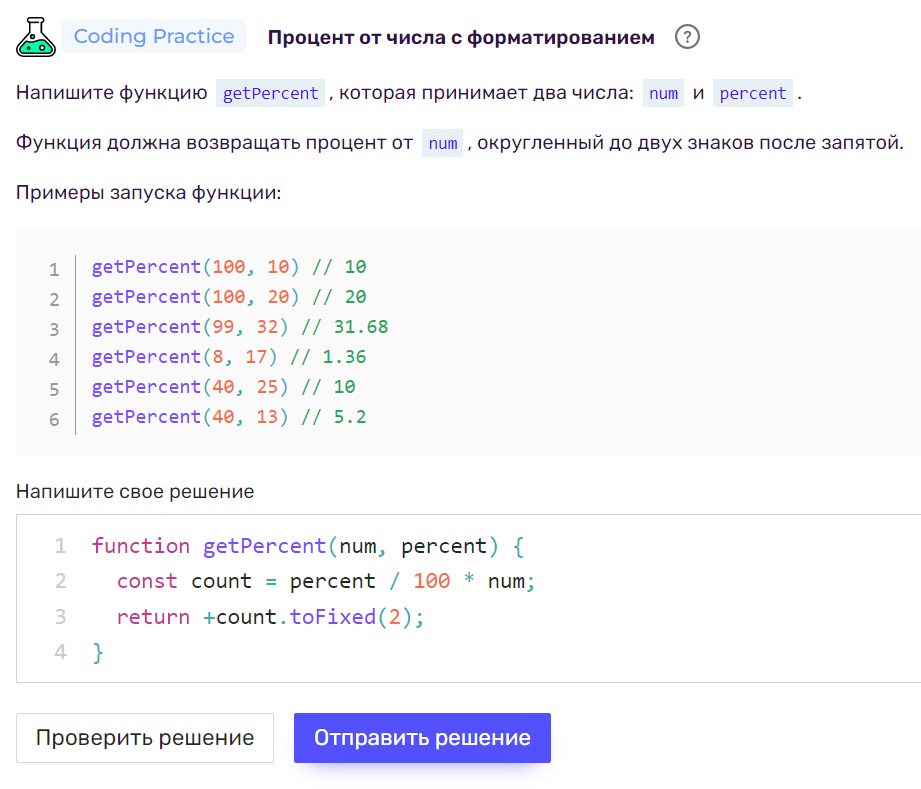 Coding Practice Процент от числа с форматированием ?
Напишите функцию getPercent , которая принимает два числа: num и percent .
Функция должна возвращать процент от num , округленный до двух знаков после запятой.
Примеры запуска функции:
1 getPercent(100, 10) // 10
2 getPercent(100, 20) // 20
3 getPercent(99, 32) // 31.68
4 getPercent(8, 17) // 1.36
5 getPercent(40, 25) // 10
6 getPercent(40, 13) // 5.2
Напишите свое решение
1 function getPercent(num, percent) {
2   const count = percent / 100 * num;
3   return +count.toFixed(2);
4 }
Проверить решение Отправить решение